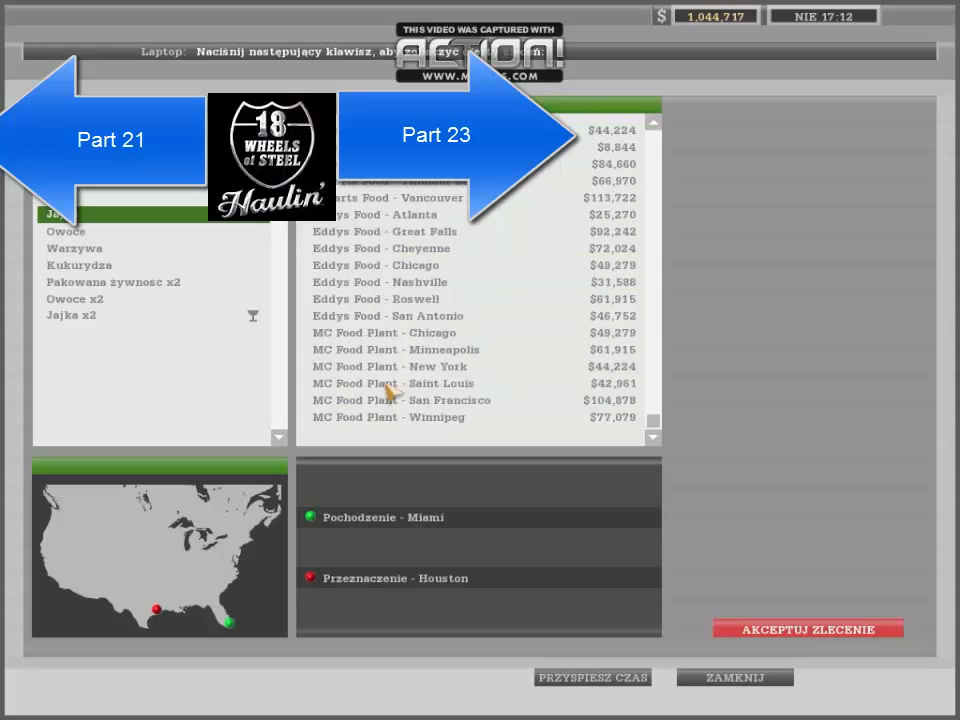 $ 1,044,717 NIE 17:12
THIS VIDEO WAS CAPTURED WITH
ACTION!
WWW.M
S.COM
Laptop: Naciśnij następujący klawisz, aby
Part 21
18
WHEELS
of STEEL
Haulin'
Part 23
$44,224
$8,844
$84,660
$66,970
arts Food - Vancouver $113,722
Eddys Food - Atlanta $25,270
Eddys Food - Great Falls $92,242
Eddys Food - Cheyenne $72,024
Eddys Food - Chicago $49,279
Eddys Food - Nashville $31,588
Eddys Food - Roswell $61,915
Eddys Food - San Antonio $46,752
MC Food Plant - Chicago $49,279
MC Food Plant - Minneapolis $61,915
MC Food Plant - New York $44,224
MC Food Plant - Saint Louis $42,961
MC Food Plant - San Francisco $104,878
MC Food Plant - Winnipeg $77,079
Owoce
Warzywa
Kukurydza
Pakowana żywność x2
Owoce x2
Jajka x2
Pochodzenie - Miami
Przeznaczenie - Houston
AKCEPTUJ ZLECENIE
PRZYSPIESZ CZAS
ZAMKNIJ